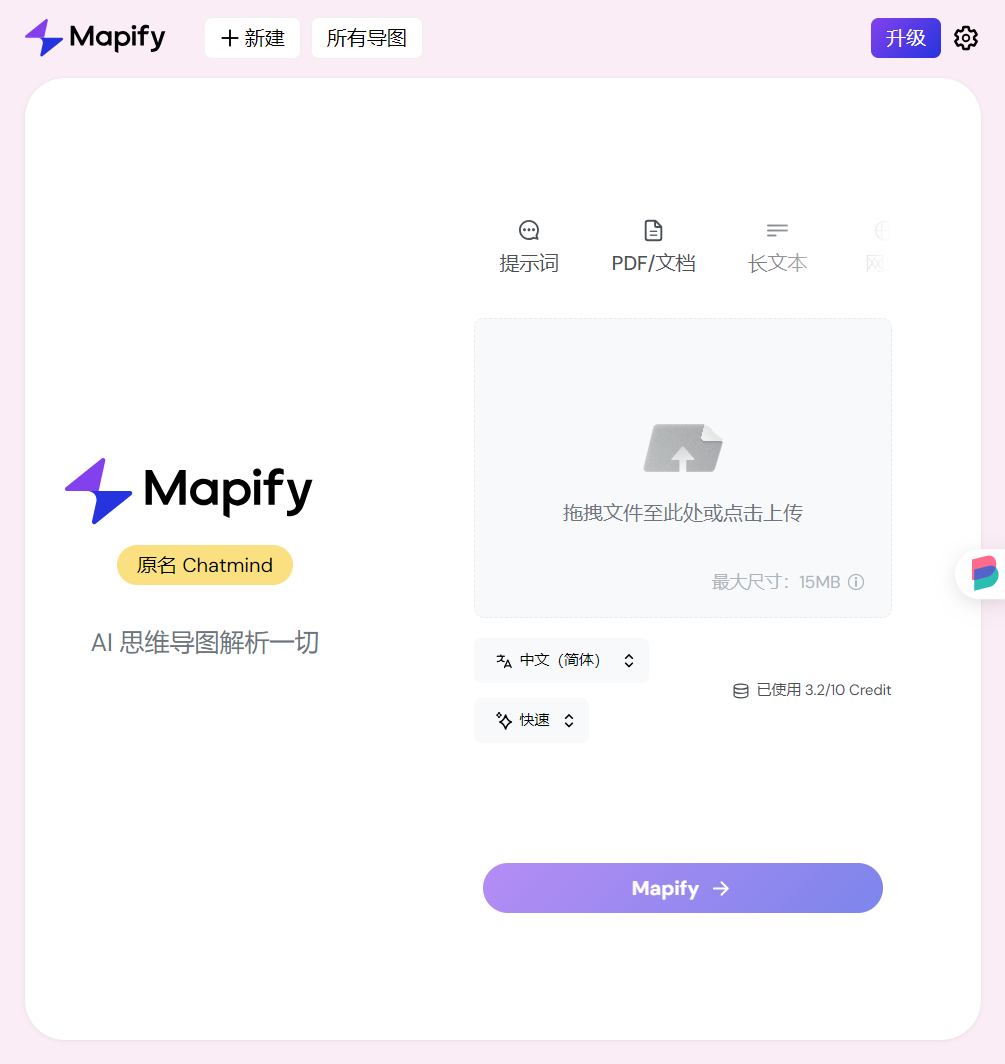 Mapify
新建
所有导图
升级
提示词
PDF/文档
长文本
Mapify
原名 Chatmind
AI 思维导图解析一切
拖拽文件至此处或点击上传
最大尺寸：15MB
中文（简体）
已使用 3.2/10 Credit
快速
Mapify